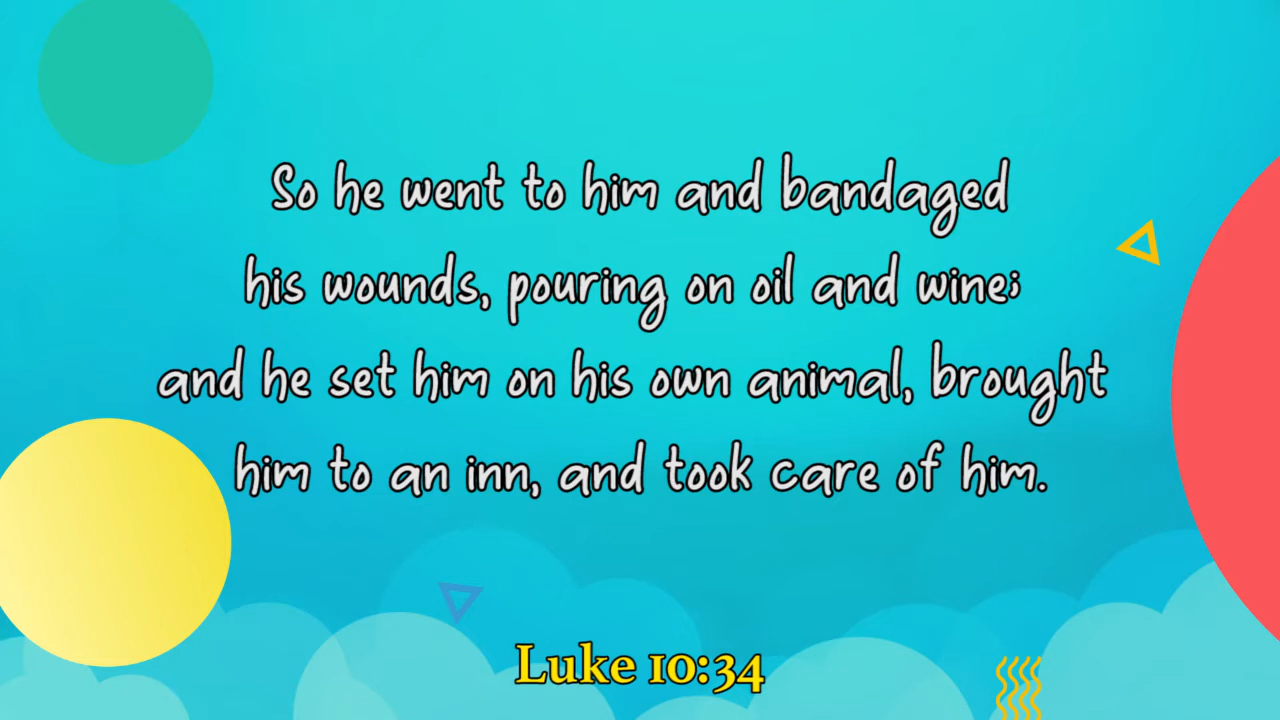 So he went to him and bandaged
his wounds, pouring on oil and wine;
and he set him on his own animal, brought
him to an inn, and took care of him.
Luke 10:34